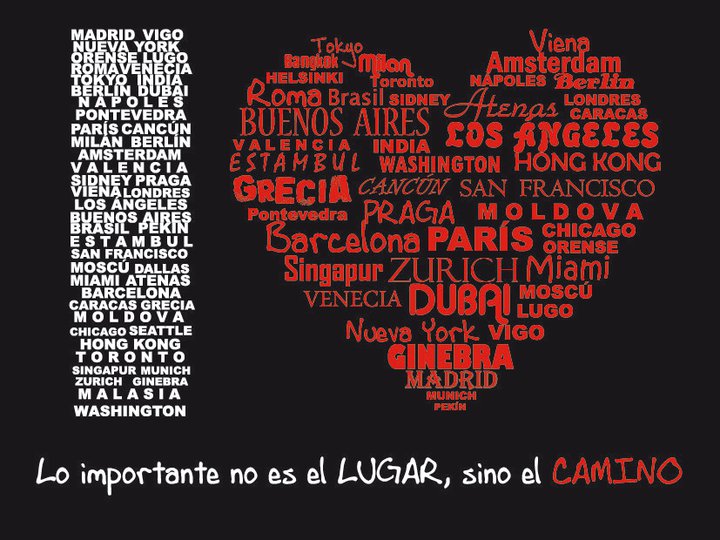 MADRID VIGO
NUEVA YORK
ORENSE LUGO
ROMAVENECIA
TOKYO INDIA
BERLÍN DUBAI
NÁPOLES
PONTEVEDRA
PARÍS CANCÚN
MILÁN BERLÍN
AMSTERDAM
VALENCIA
SIDNEY PRAGA
VIENALONDRES
LOS ÁNGELES
BUENOS AIRES
BRASIL PEKÍN
ESTAMBUL
SAN FRANCISCO
MOSCÚ DALLAS
MIAMI ATENAS
BARCELONA
CARACAS GRECIA
MOLDOVA
CHICAGO SEATTLE
HONG KONG
TORONTO
SINGAPUR MUNICH
ZURICH GINEBRA
MALASIA
WASHINGTON
Tokyo Viena
Bangkok Milan Amsterdam
HELSINKI Toronto NÁPOLES Berlin
Roma Brasil SIDNEY Atenas LONDRES
CARACAS
BUENOS AIRES LOS ÁNGELES
VALENCIA INDIA
ESTAMBUL WASHINGTON HONG KONG
GRECIA CANCÚN SAN FRANCISCO
Pontevedra PRAGA MOLDOVA
Barcelona PARÍS CHICAGO
ORENSE
Singapur ZURICH Miami
VENECIA DUBAI MOSCÚ
LUGO
Nueva York VIGO
GINEBRA
MADRID
MUNICH
PEKÍN
Lo importante no es el LUGAR, sino el CAMINO